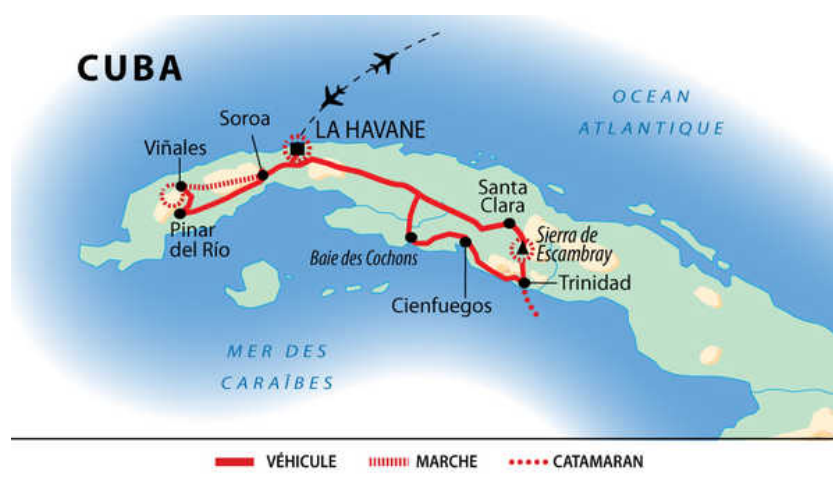 CUBA
OCEAN
ATLANTIQUE
Soroa
LA HAVANE
Viñales
Santa
Clara
Pinar
del Río
Sierra de
Escambray
Baie des Cochons
Trinidad
Cienfuegos
MER DES
CARAÏBES
VÉHICULE
MARCHE
CATAMARAN